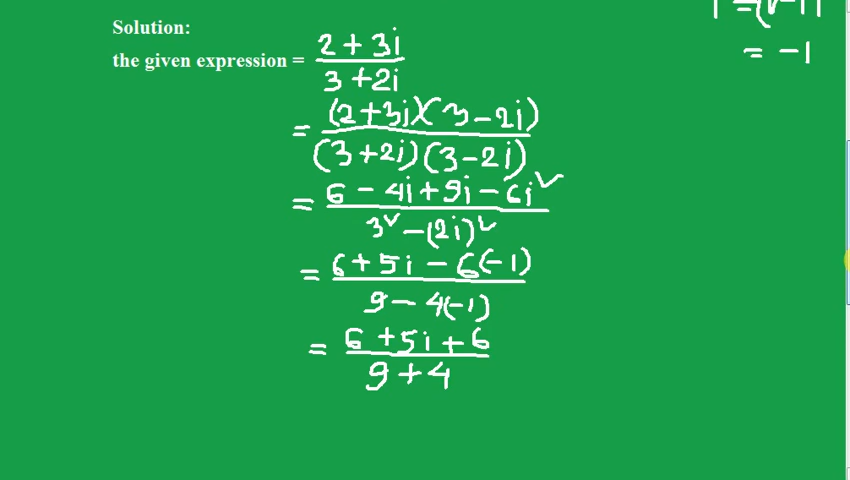 Solution:
the given expression = (2 + 3i)/(3 + 2i)
= ((2+3i)(3-2i))/((3+2i)(3-2i))
= (6 - 4i + 9i - 6i²)/(3² - (2i)²)
= (6 + 5i - 6(-1))/(9 - 4(-1))
= (6 + 5i + 6)/(9 + 4)
= -1